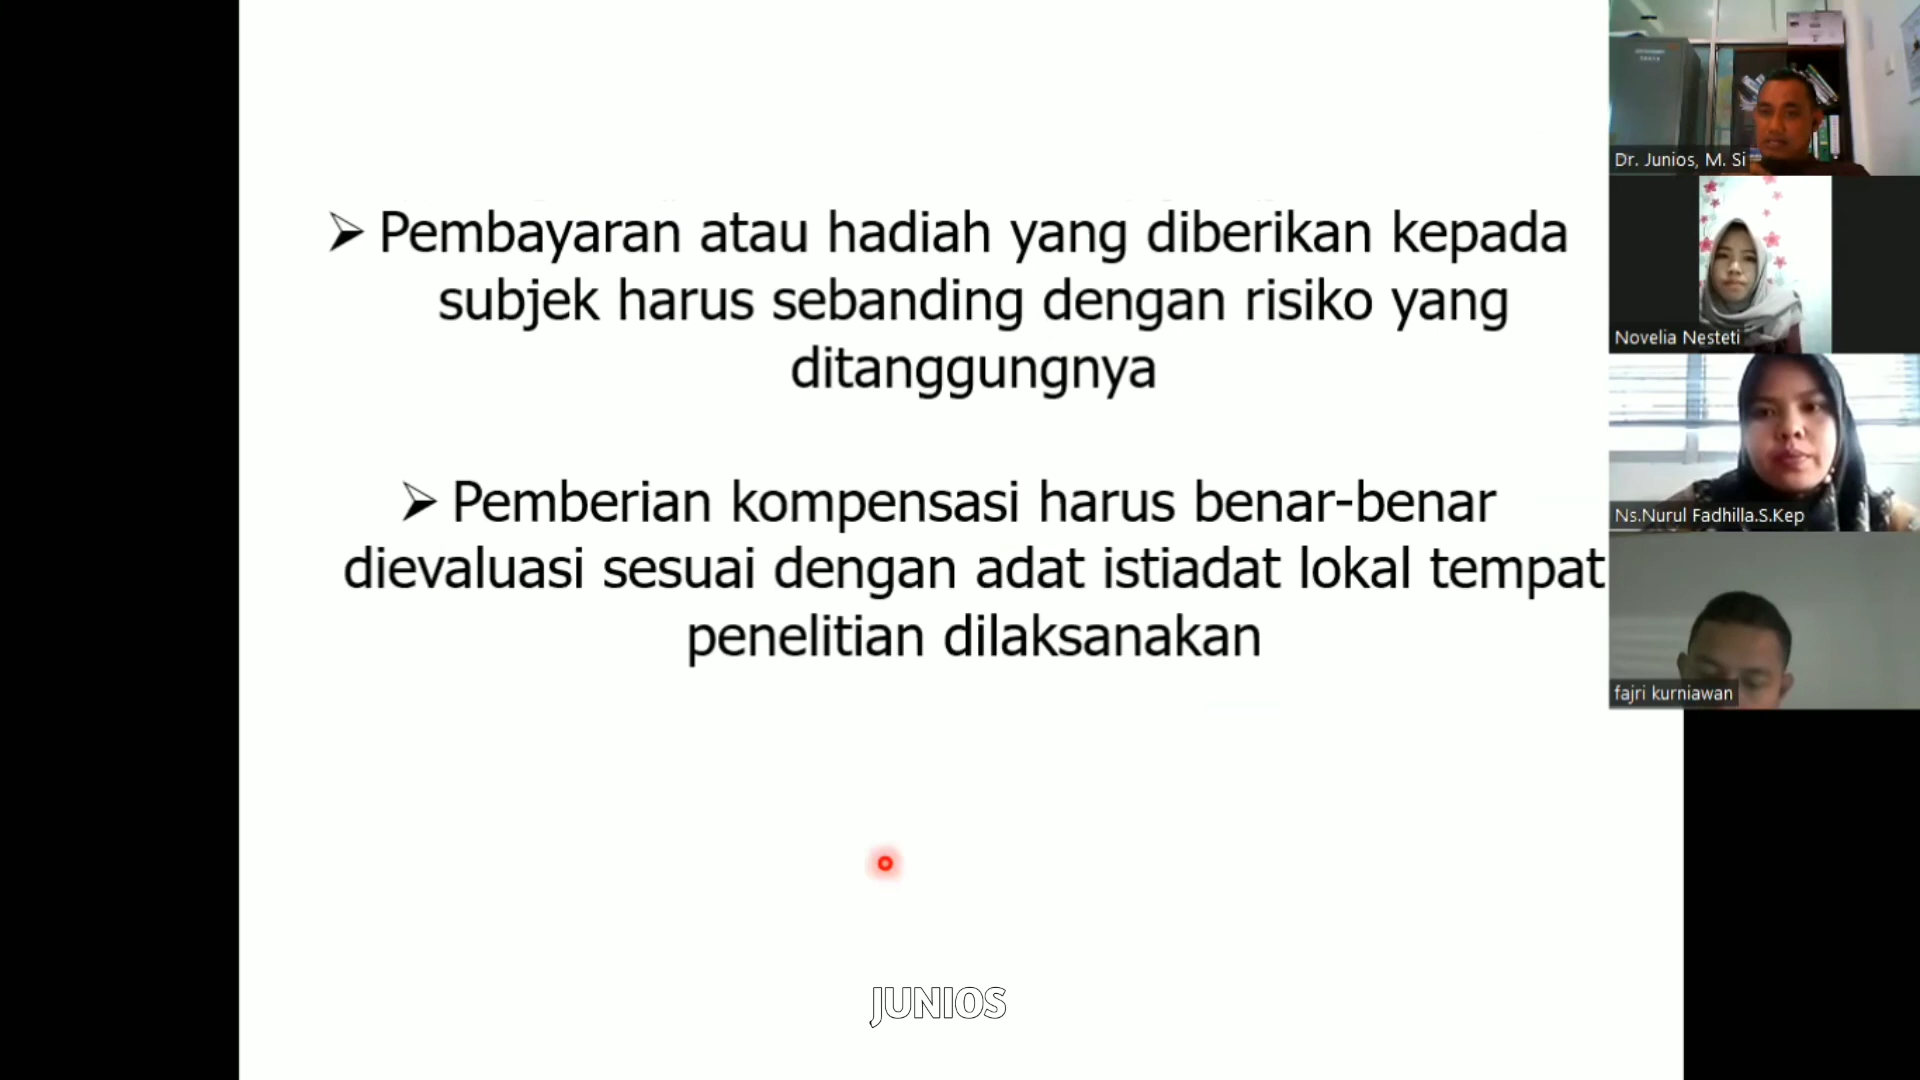 ➢ Pembayaran atau hadiah yang diberikan kepada
subjek harus sebanding dengan risiko yang
ditanggungnya
➢ Pemberian kompensasi harus benar-benar
dievaluasi sesuai dengan adat istiadat lokal tempat
penelitian dilaksanakan
JUNIOS
Dr. Junios, M. Si
Novelia Nesteti
Ns.Nurul Fadhilla.S.Kep
fajri kurniawan